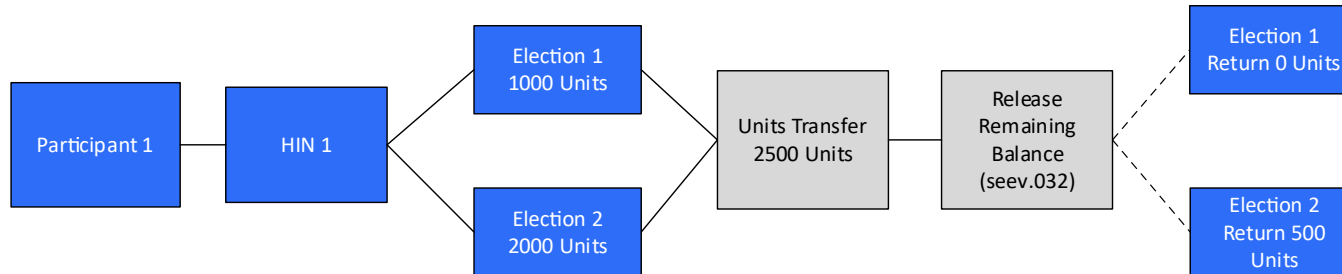 Participant 1
HIN 1
Election 1
1000 Units
Election 2
2000 Units
Units Transfer
2500 Units
Release
Remaining
Balance
(seev.032)
Election 1
Return 0 Units
Election 2
Return 500
Units